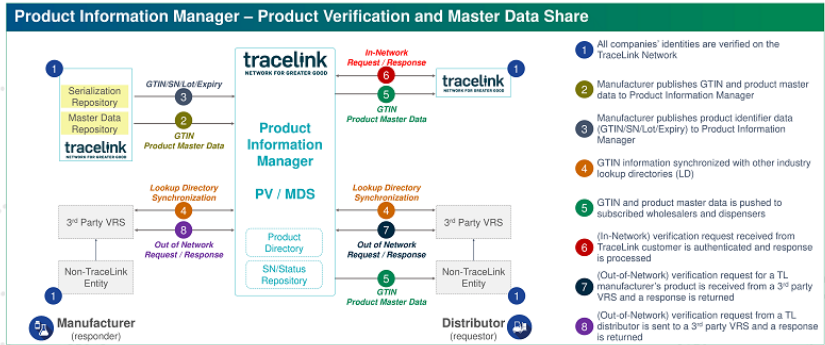 Product Information Manager – Product Verification and Master Data Share
1
Serialization
Repository
Master Data
Repository
tracelink
NETWORK FOR GREATER GOOD
GTIN/SN/Lot/Expiry
3
2
GTIN
Product Master Data
tracelink
NETWORK FOR GREATER GOOD
Product
Information
Manager
PV / MDS
Product
Directory
SN/Status
Repository
In-Network
Request / Response
6
5
GTIN
Product Master Data
tracelink
NETWORK FOR GREATER GOOD
1
Lookup Directory
Synchronization
4
8
Out of Network
Request / Response
3rd Party VRS
Non-TraceLink
Entity
1
Lookup Directory
Synchronization
4
7
Out of Network
Request / Response
3rd Party VRS
5
GTIN
Product Master Data
Non-TraceLink
Entity
1
Manufacturer
(responder)
Distributor
(requestor)
1 All companies' identities are verified on the
TraceLink Network
2 Manufacturer publishes GTIN and product master
data to Product Information Manager
3 Manufacturer publishes product identifier data
(GTIN/SN/Lot/Expiry) to Product Information
Manager
4 GTIN information synchronized with other industry
lookup directories (LD)
5 GTIN and product master data is pushed to
subscribed wholesalers and dispensers
6 (In-Network) verification request received from
TraceLink customer is authenticated and response
is processed
7 (Out-of-Network) verification request for a TL
manufacturer's product is received from a 3rd party
VRS and a response is returned
8 (Out-of-Network) verification request from a TL
distributor is sent to a 3rd party VRS and a response
is returned